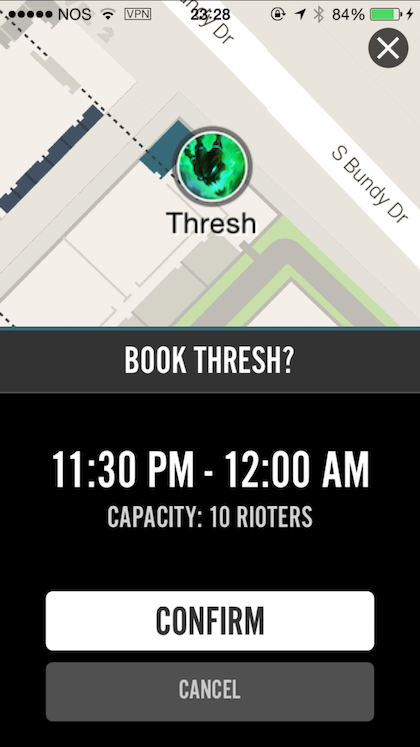 NOS VPN 23:28 84%
ndy Dr
S Bundy Dr
Thresh
BOOK THRESH?
11:30 PM - 12:00 AM
CAPACITY: 10 RIOTERS
CONFIRM
CANCEL